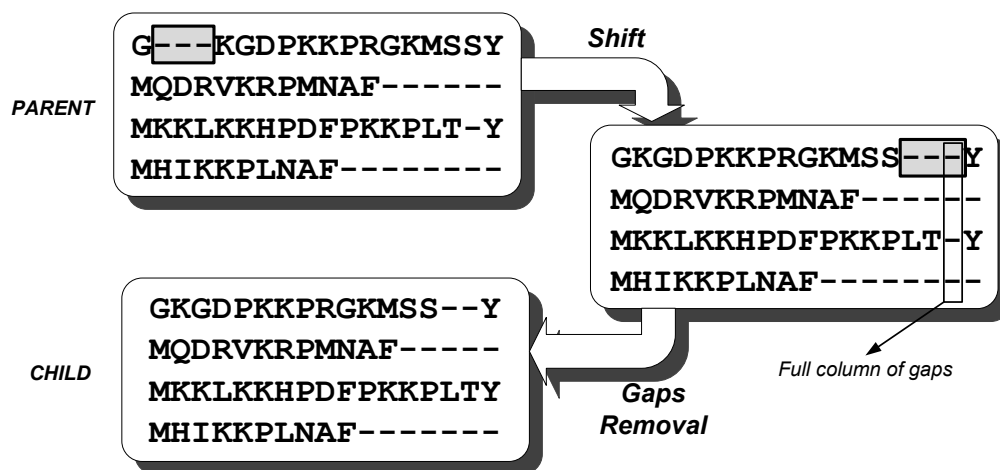 PARENT
G---KGDPKKPRGKMSSY
MQDRVKRPMNAF------
MKKLKKHPDFPKKPLT-Y
MHIKKPLNAF--------
Shift
GKGDPKKPRGKMSS---Y
MQDRVKRPMNAF------
MKKLKKHPDFPKKPLT-Y
MHIKKPLNAF--------
Full column of gaps
Gaps
Removal
CHILD
GKGDPKKPRGKMSS--Y
MQDRVKRPMNAF-----
MKKLKKHPDFPKKPLTY
MHIKKPLNAF-------